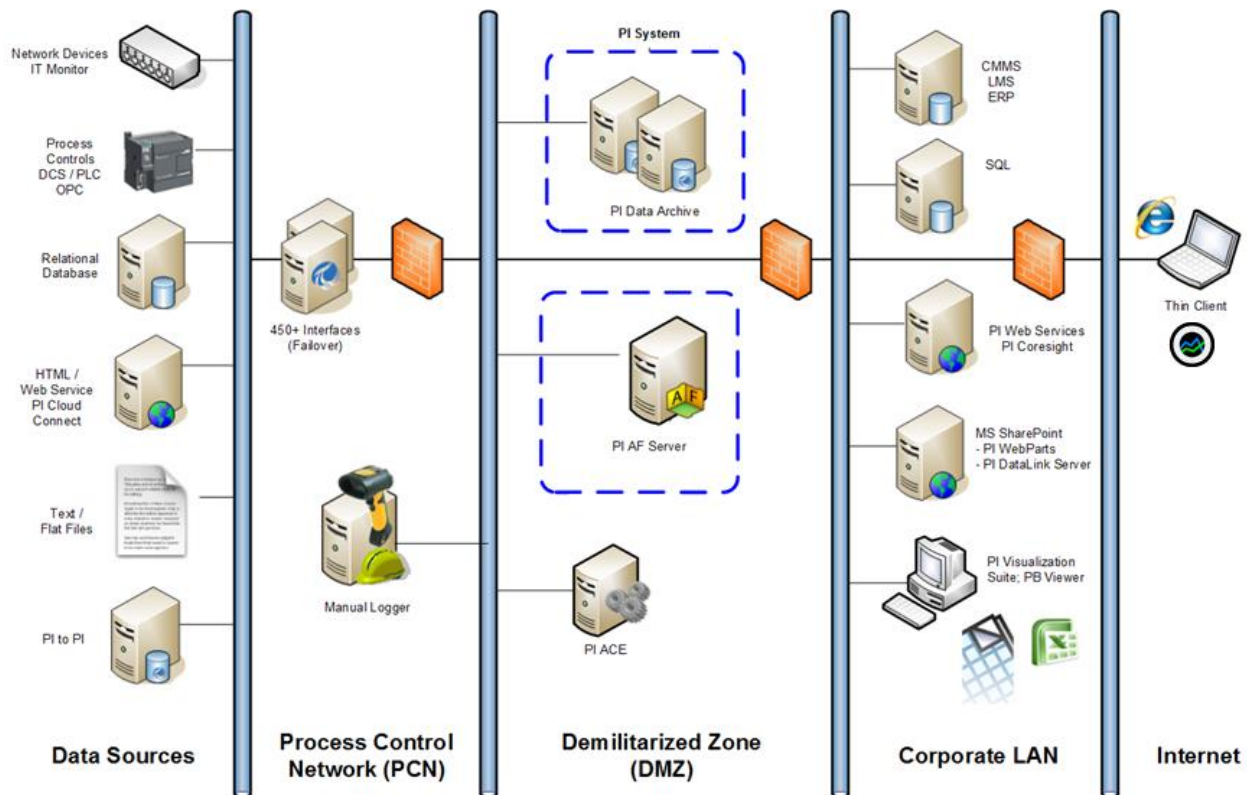 Network Devices
IT Monitor
Process
Controls
DCS / PLC
OPC
Relational
Database
HTML /
Web Service
PI Cloud
Connect
Text /
Flat Files
PI to PI
Data Sources
450+ Interfaces
(Failover)
Manual Logger
Process Control
Network (PCN)
PI System
PI Data Archive
A F
PI AF Server
PI ACE
Demilitarized Zone
(DMZ)
CMMS
LMS
ERP
SQL
PI Web Services
PI Coresight
MS SharePoint
- PI WebParts
- PI DataLink Server
PI Visualization
Suite; PB Viewer
X
Corporate LAN
e
Thin Client
Internet